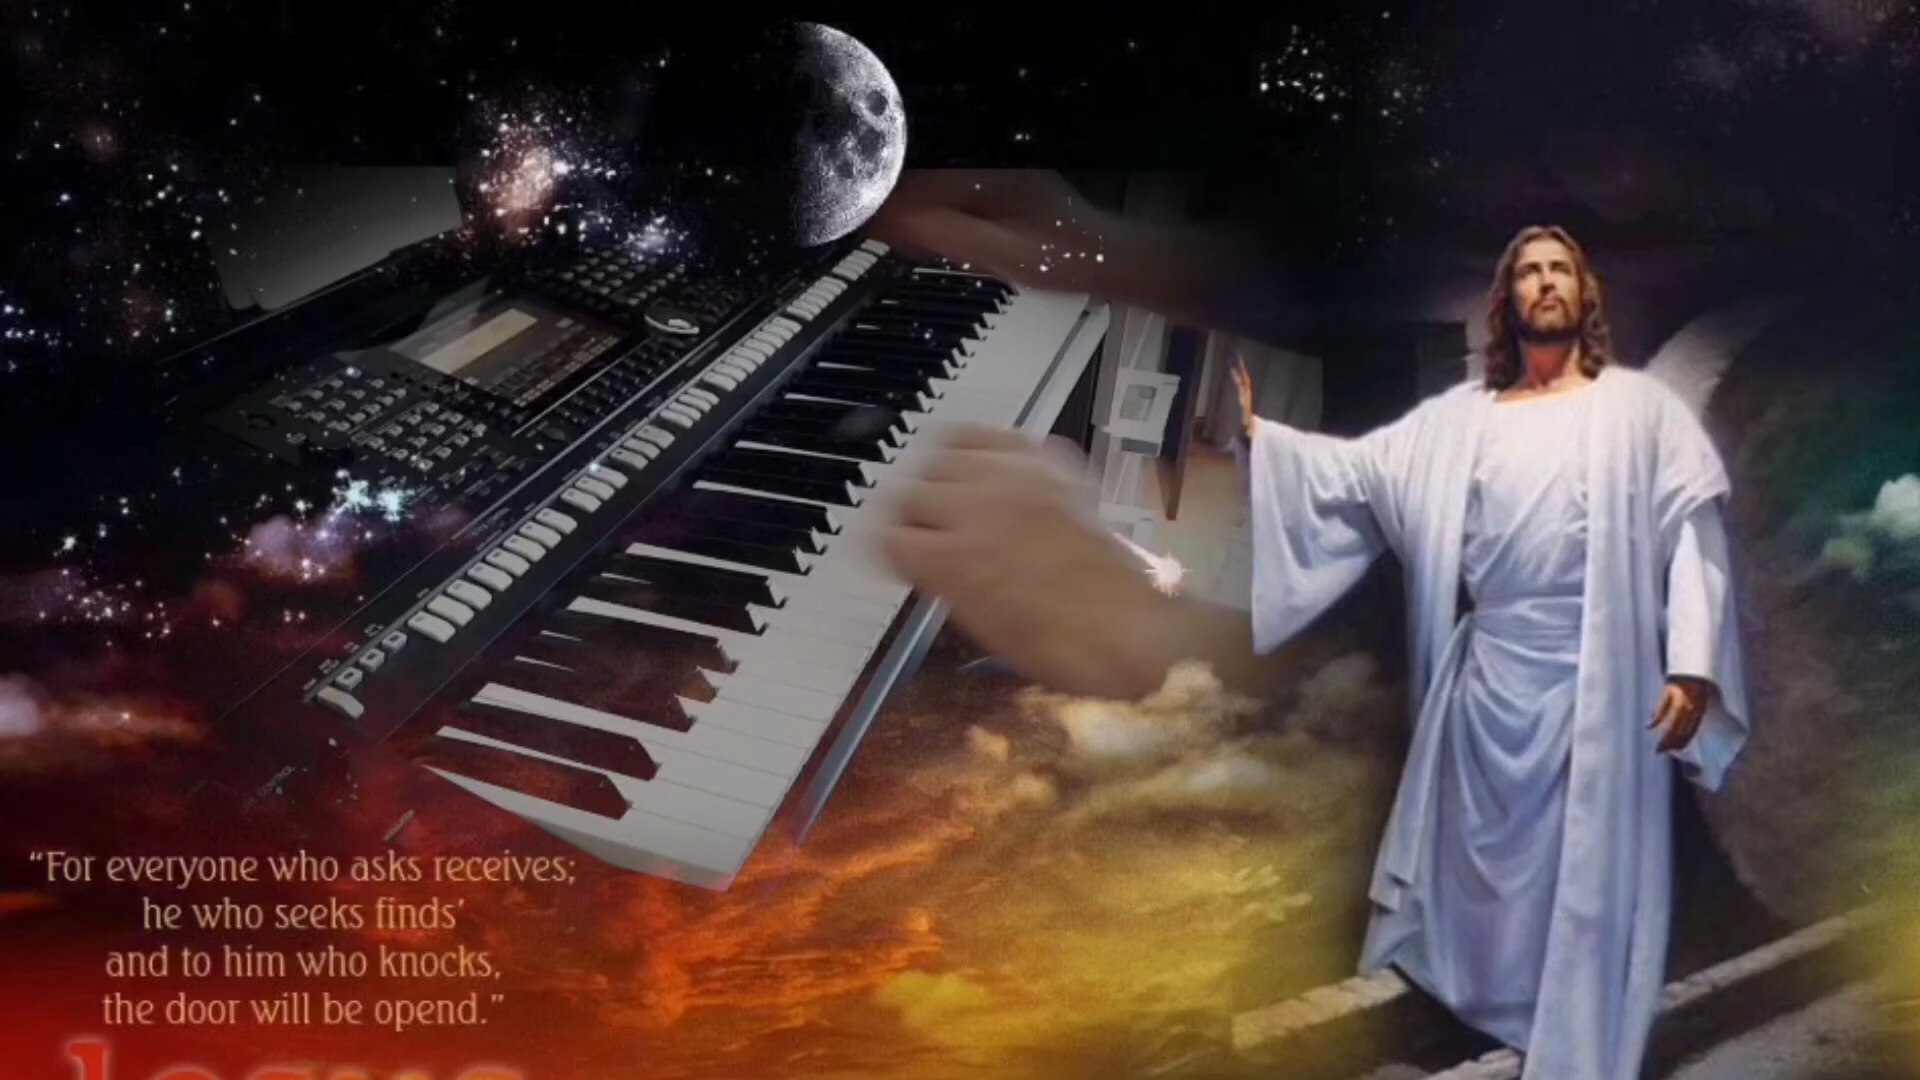 “For everyone who asks receives;
he who seeks finds’
and to him who knocks,
the door will be opend.”
Jesus